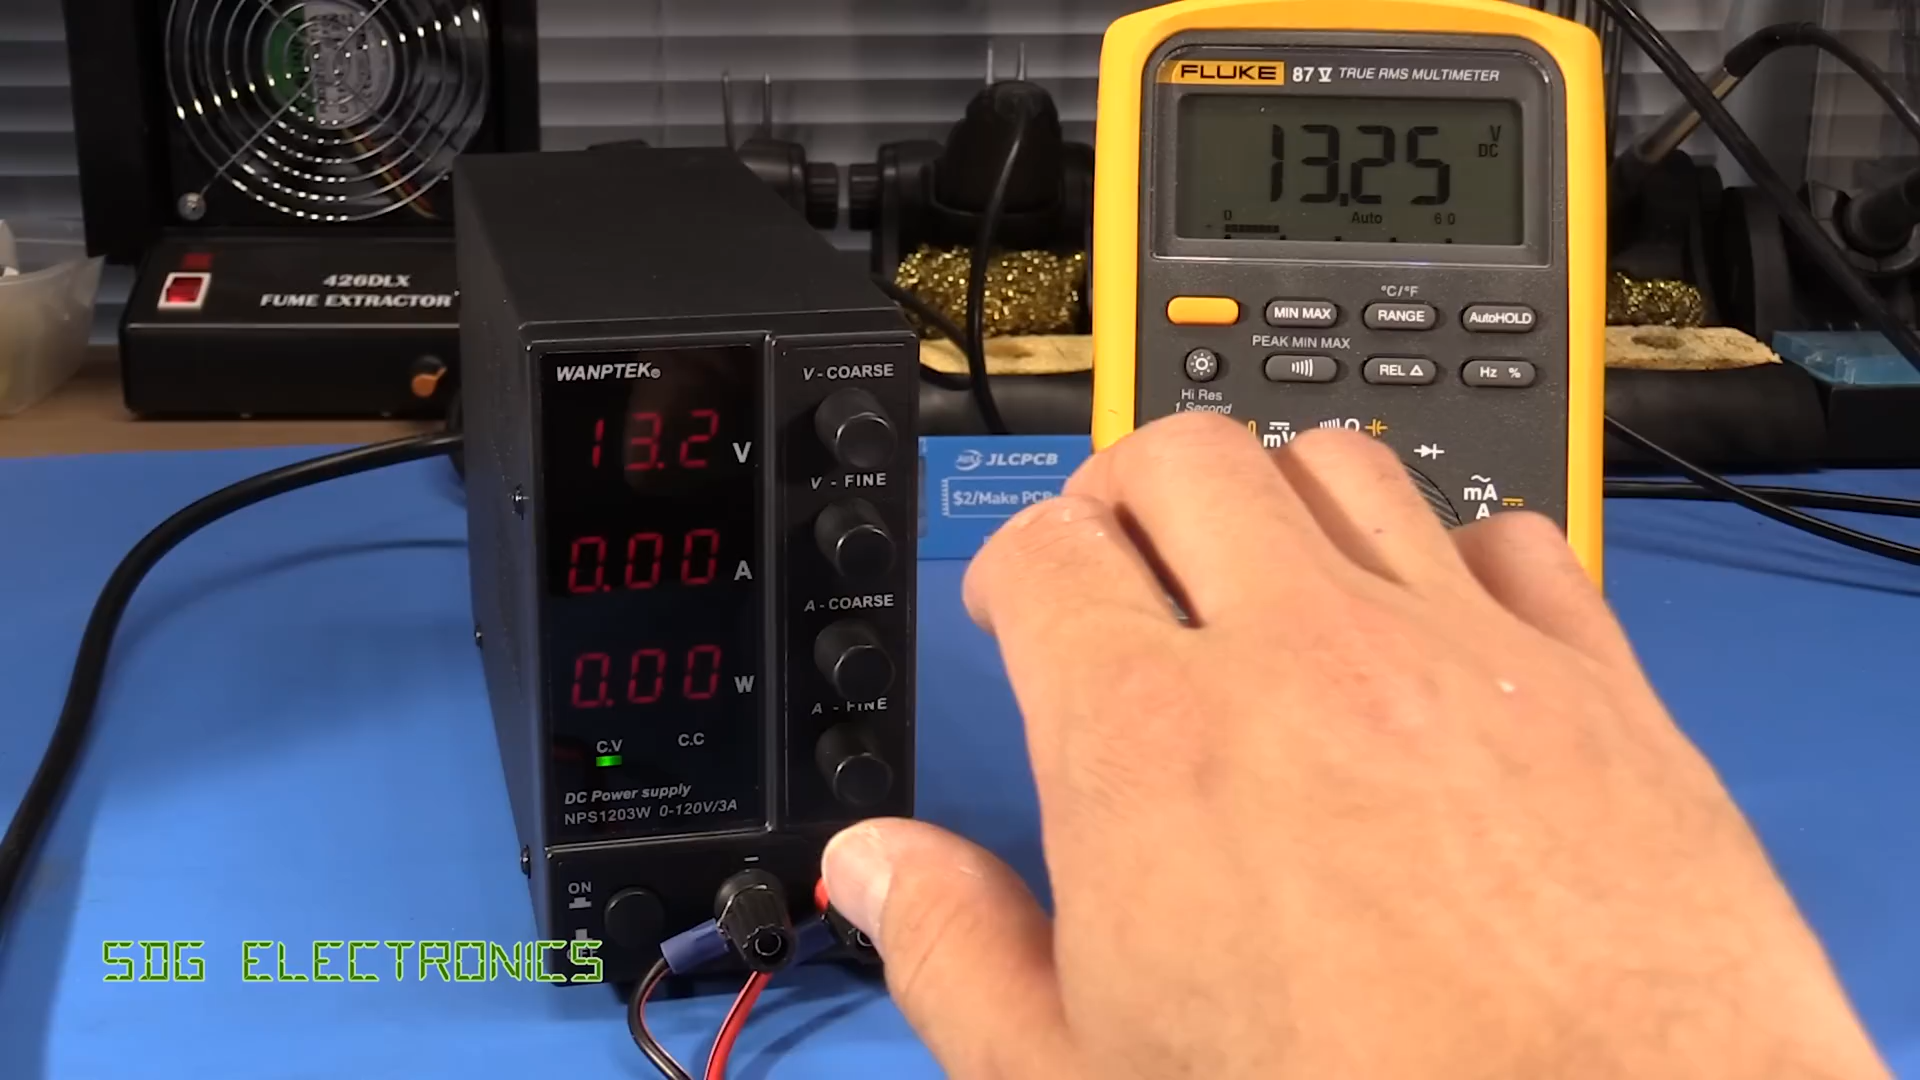 FLUKE 87 V TRUE RMS MULTIMETER
13.25 V DC
0 Auto 60
426DLX
FUME EXTRACTOR
°C/°F
MIN MAX RANGE AutoHOLD
PEAK MIN MAX
REL Δ Hz %
Hi Res
1 Second
mV Ω
mA
A
WANPTEK®
13.2 V
0.00 A
0.00 W
C.V C.C
DC Power supply
NPS1203W 0-120V/3A
V - COARSE
V - FINE
A - COARSE
A - FINE
JLCPCB
$2/Make PCBs
ON
SDG ELECTRONICS